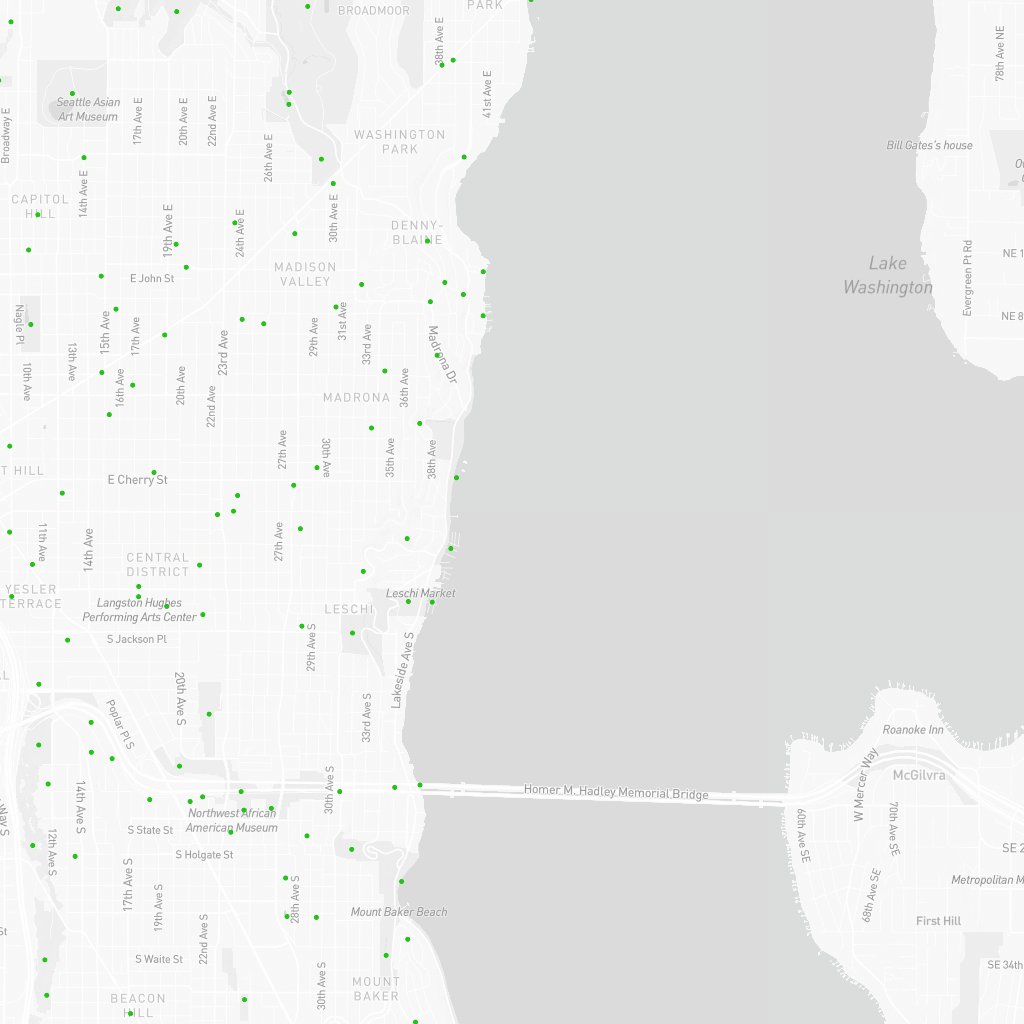 BROADMOOR
PARK
38th Ave E
78th Ave NE
41st Ave E
Seattle Asian
Art Museum
Broadway E
17th Ave E
20th Ave E
22nd Ave E
26th Ave E
WASHINGTON
PARK
Bill Gates's house
14th Ave E
CAPITOL
HILL
19th Ave E
24th Ave E
30th Ave E
DENNY-
BLAINE
Evergreen Pt Rd
NE 1
Lake
Washington
MADISON
VALLEY
E John St
Nagle Pl
15th Ave
17th Ave
31st Ave
29th Ave
33rd Ave
NE 8
13th Ave
23rd Ave
Madrona Dr
10th Ave
16th Ave
20th Ave
22nd Ave
36th Ave
MADRONA
27th Ave
30th Ave
35th Ave
38th Ave
T HILL
E Cherry St
11th Ave
14th Ave
27th Ave
CENTRAL
DISTRICT
YESLER
TERRACE
Langston Hughes
Performing Arts Center
Leschi Market
LESCHI
S Jackson Pl
29th Ave S
Lakeside Ave S
20th Ave S
33rd Ave S
Poplar Pl S
Roanoke Inn
W Mercer Way
McGilvra
30th Ave S
Homer M. Hadley Memorial Bridge
14th Ave S
Way S
12th Ave S
Northwest African
American Museum
S State St
60th Ave SE
70th Ave SE
SE 2
S Holgate St
17th Ave S
19th Ave S
28th Ave S
68th Ave SE
Metropolitan M
Mount Baker Beach
22nd Ave S
First Hill
St
S Waite St
30th Ave S
SE 34th
MOUNT
BAKER
BEACON
HILL